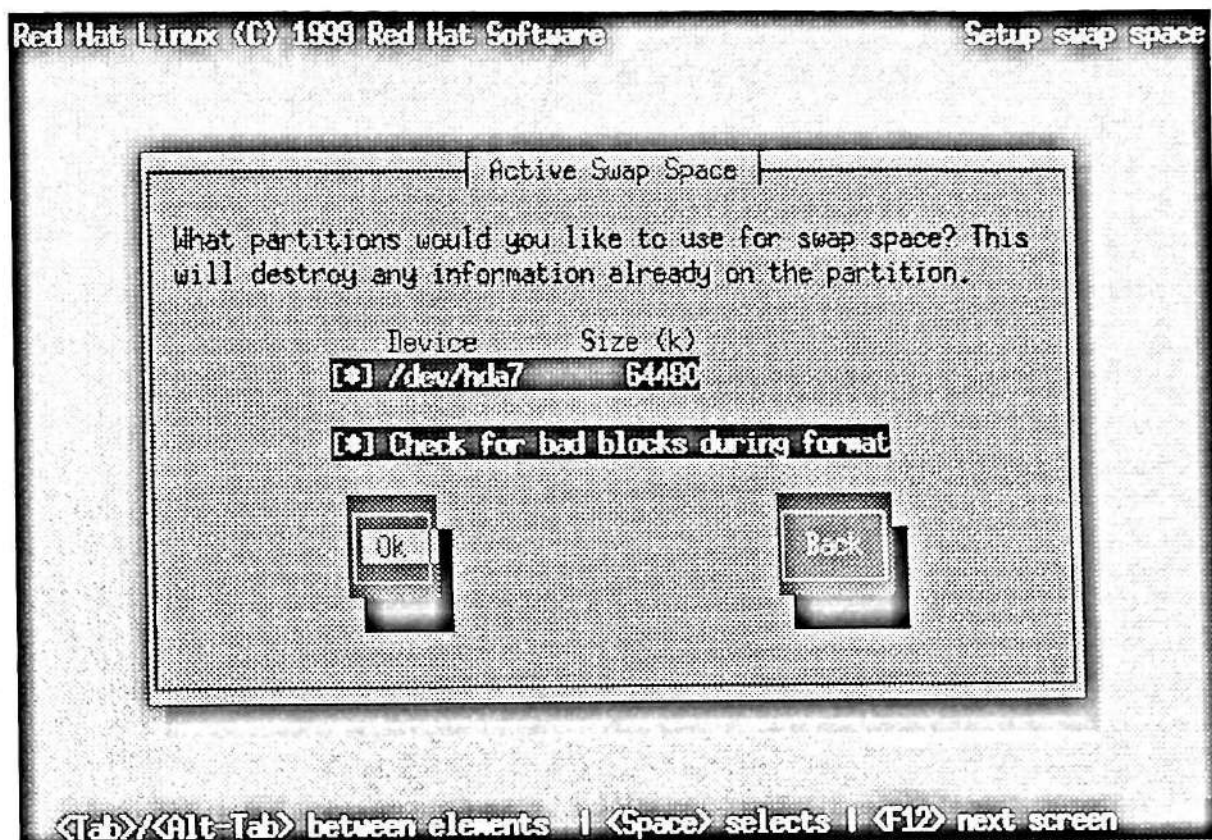 Red Hat Linux (C) 1999 Red Hat Software Setup swap space
Active Swap Space
What partitions would you like to use for swap space? This
will destroy any information already on the partition.
Device Size (k)
[*] /dev/hda7 64480
[*] Check for bad blocks during format
Ok Back
<Tab>/<Alt-Tab> between elements | <Space> selects | <F12> next screen